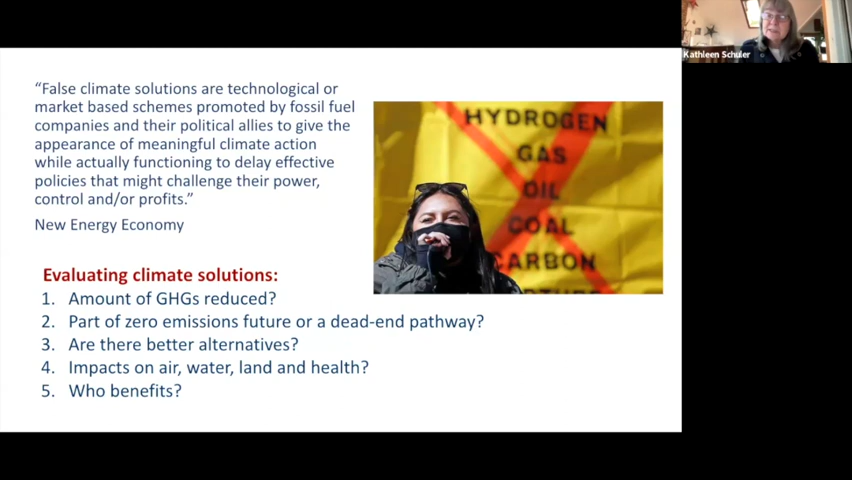 Kathleen Schuler
“False climate solutions are technological or
market based schemes promoted by fossil fuel
companies and their political allies to give the
appearance of meaningful climate action
while actually functioning to delay effective
policies that might challenge their power,
control and/or profits.”
New Energy Economy
HYDROGEN
GAS
OIL
COAL
CARBON
Evaluating climate solutions:
1. Amount of GHGs reduced?
2. Part of zero emissions future or a dead-end pathway?
3. Are there better alternatives?
4. Impacts on air, water, land and health?
5. Who benefits?